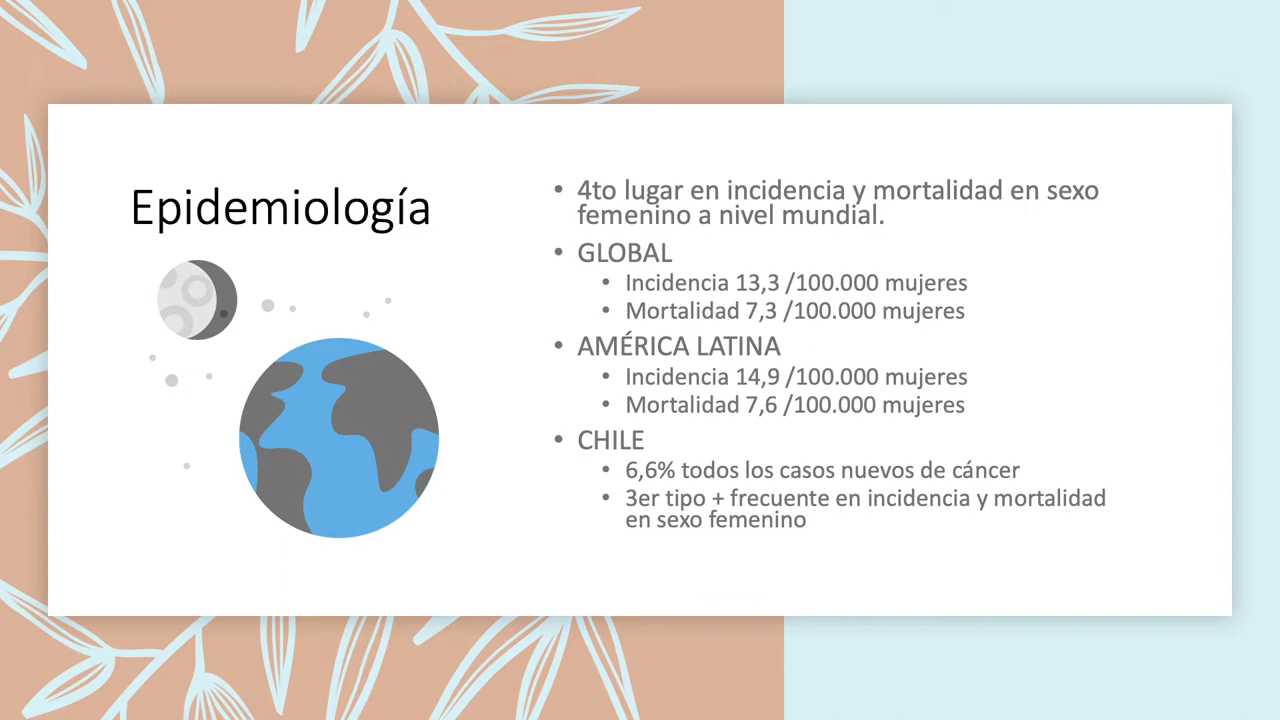 Epidemiología
• 4to lugar en incidencia y mortalidad en sexo
femenino a nivel mundial.
• GLOBAL
• Incidencia 13,3 /100.000 mujeres
• Mortalidad 7,3 /100.000 mujeres
• AMÉRICA LATINA
• Incidencia 14,9 /100.000 mujeres
• Mortalidad 7,6 /100.000 mujeres
• CHILE
• 6,6% todos los casos nuevos de cáncer
• 3er tipo + frecuente en incidencia y mortalidad
en sexo femenino